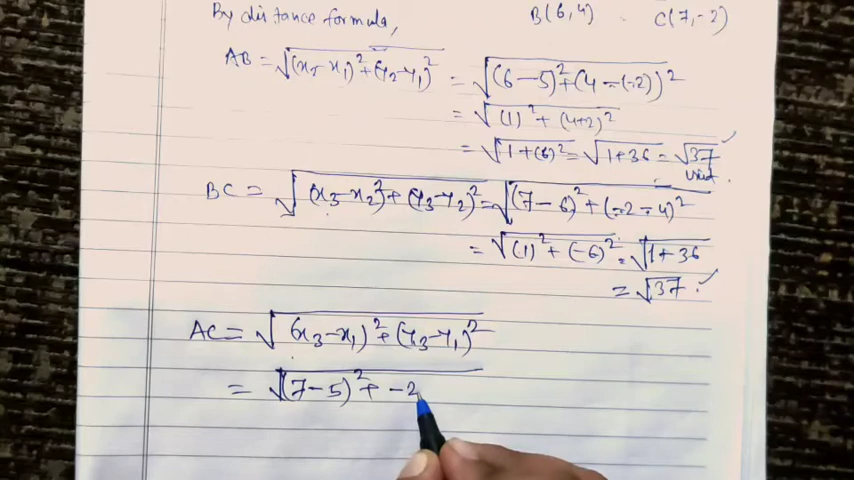 By distance formula, B(6,4) C(7,-2)
AB = √(x₂-x₁)²+(y₂-y₁)² = √(6-5)²+(4-(-2))²
= √(1)²+(4+2)²
= √1+(6)² = √1+36 = √37 ✓
unit.
BC = √(x₃-x₂)²+(y₃-y₂)² = √(7-6)²+(-2-4)²
= √(1)²+(-6)² = √1+36
= √37. ✓
AC = √(x₃-x₁)²+(y₃-y₁)²
= √(7-5)²+ -2